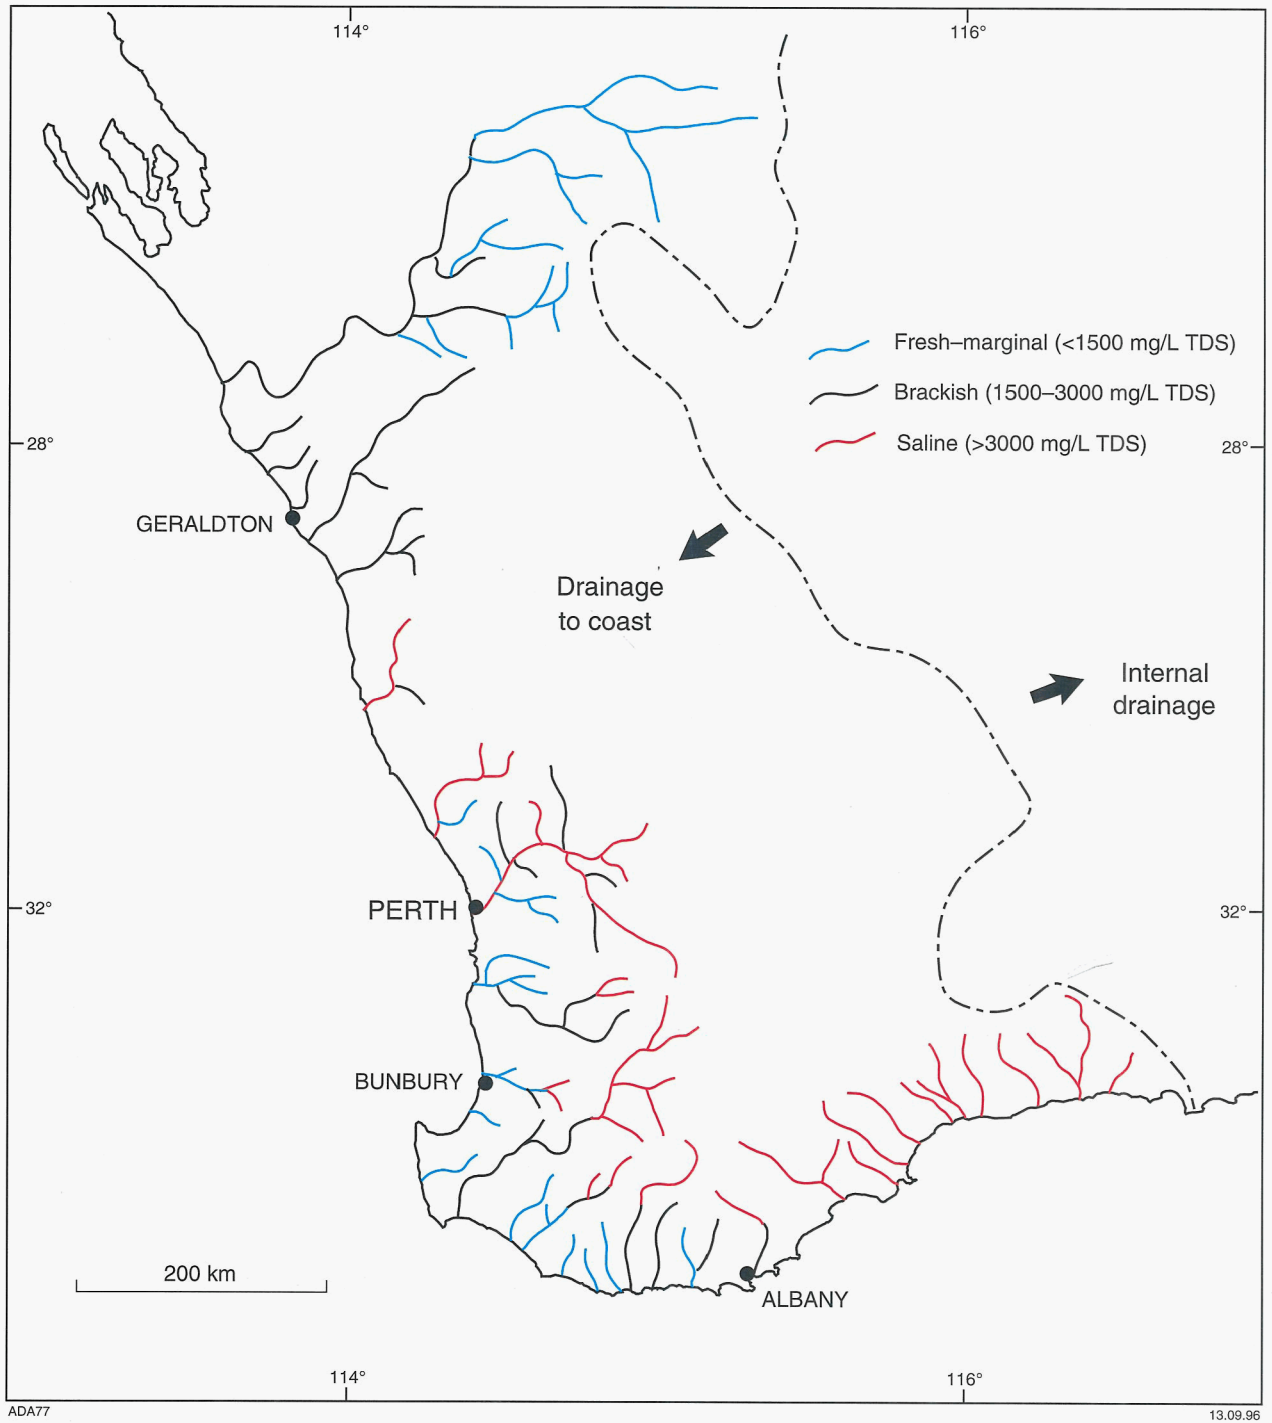 114°
116°
Fresh–marginal (<1500 mg/L TDS)
Brackish (1500–3000 mg/L TDS)
Saline (>3000 mg/L TDS)
28°
28°
GERALDTON
Drainage
to coast
Internal
drainage
PERTH
32°
32°
BUNBURY
200 km
ALBANY
114°
116°
ADA77
13.09.96